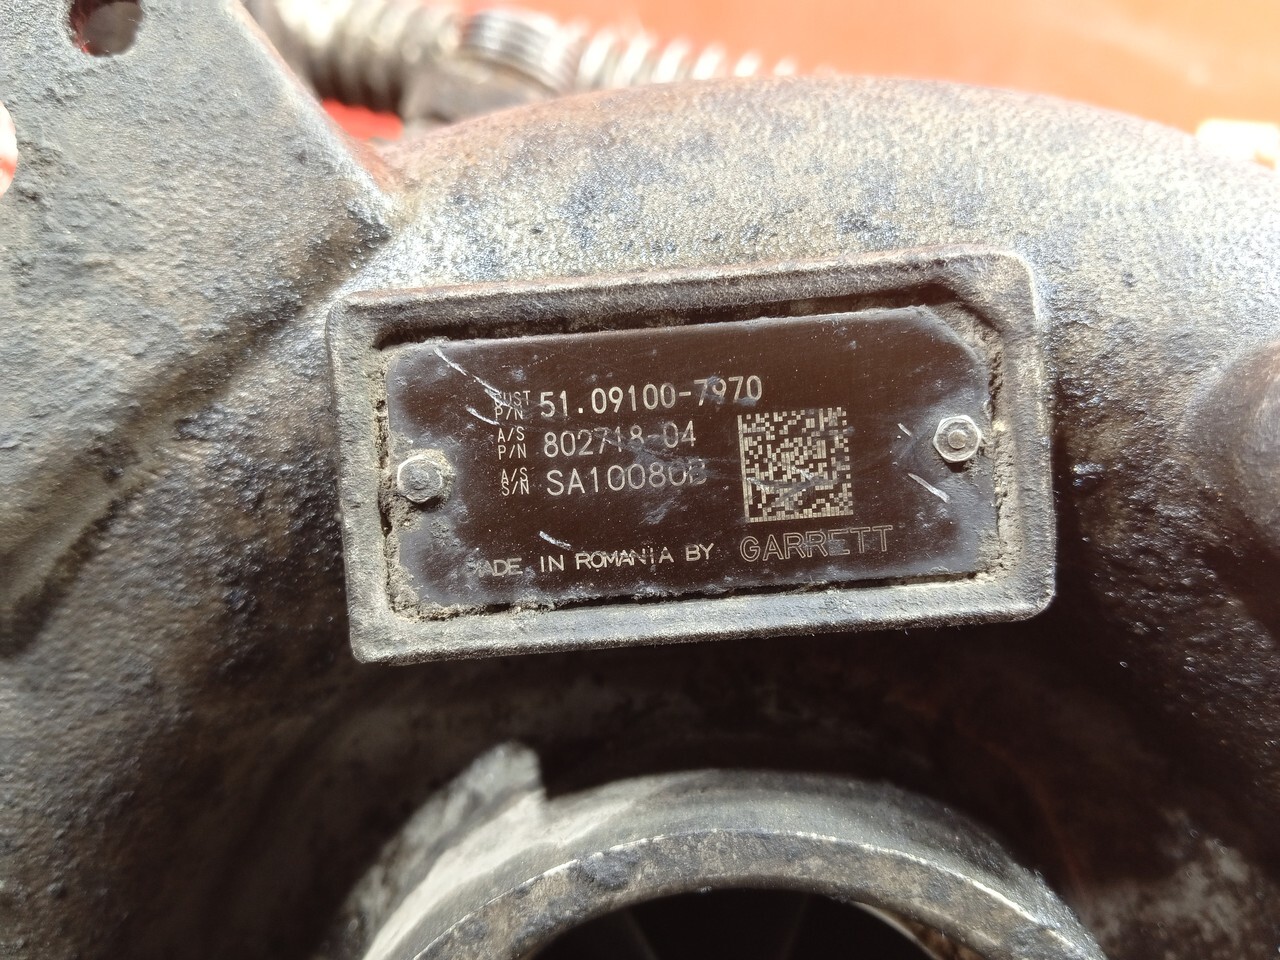 CUST P/N 51.09100-7970
A/S P/N 802718-04
A/S S/N SA10080B
MADE IN ROMANIA BY GARRETT